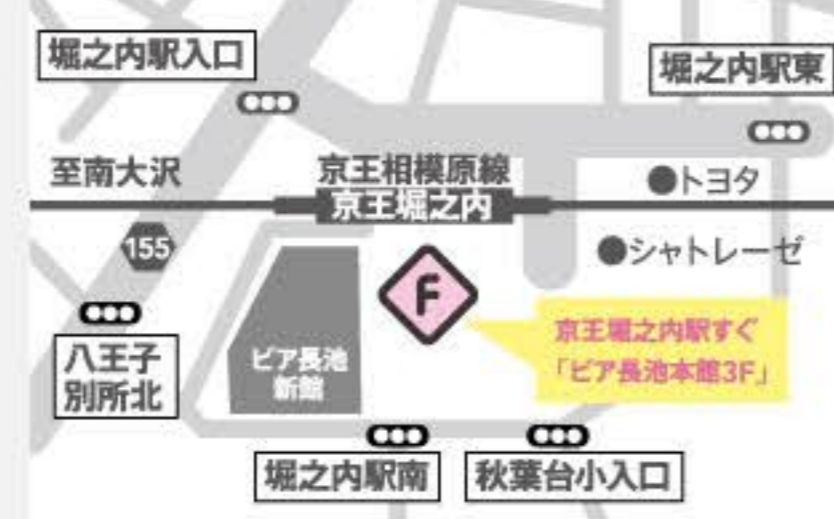 堀之内駅入口
堀之内駅東
至南大沢
京王相模原線
京王堀之内
トヨタ
155
シャトレーゼ
F
八王子
別所北
ピア長池
新館
京王堀之内駅すぐ
「ピア長池本館3F」
堀之内駅南
秋葉台小入口